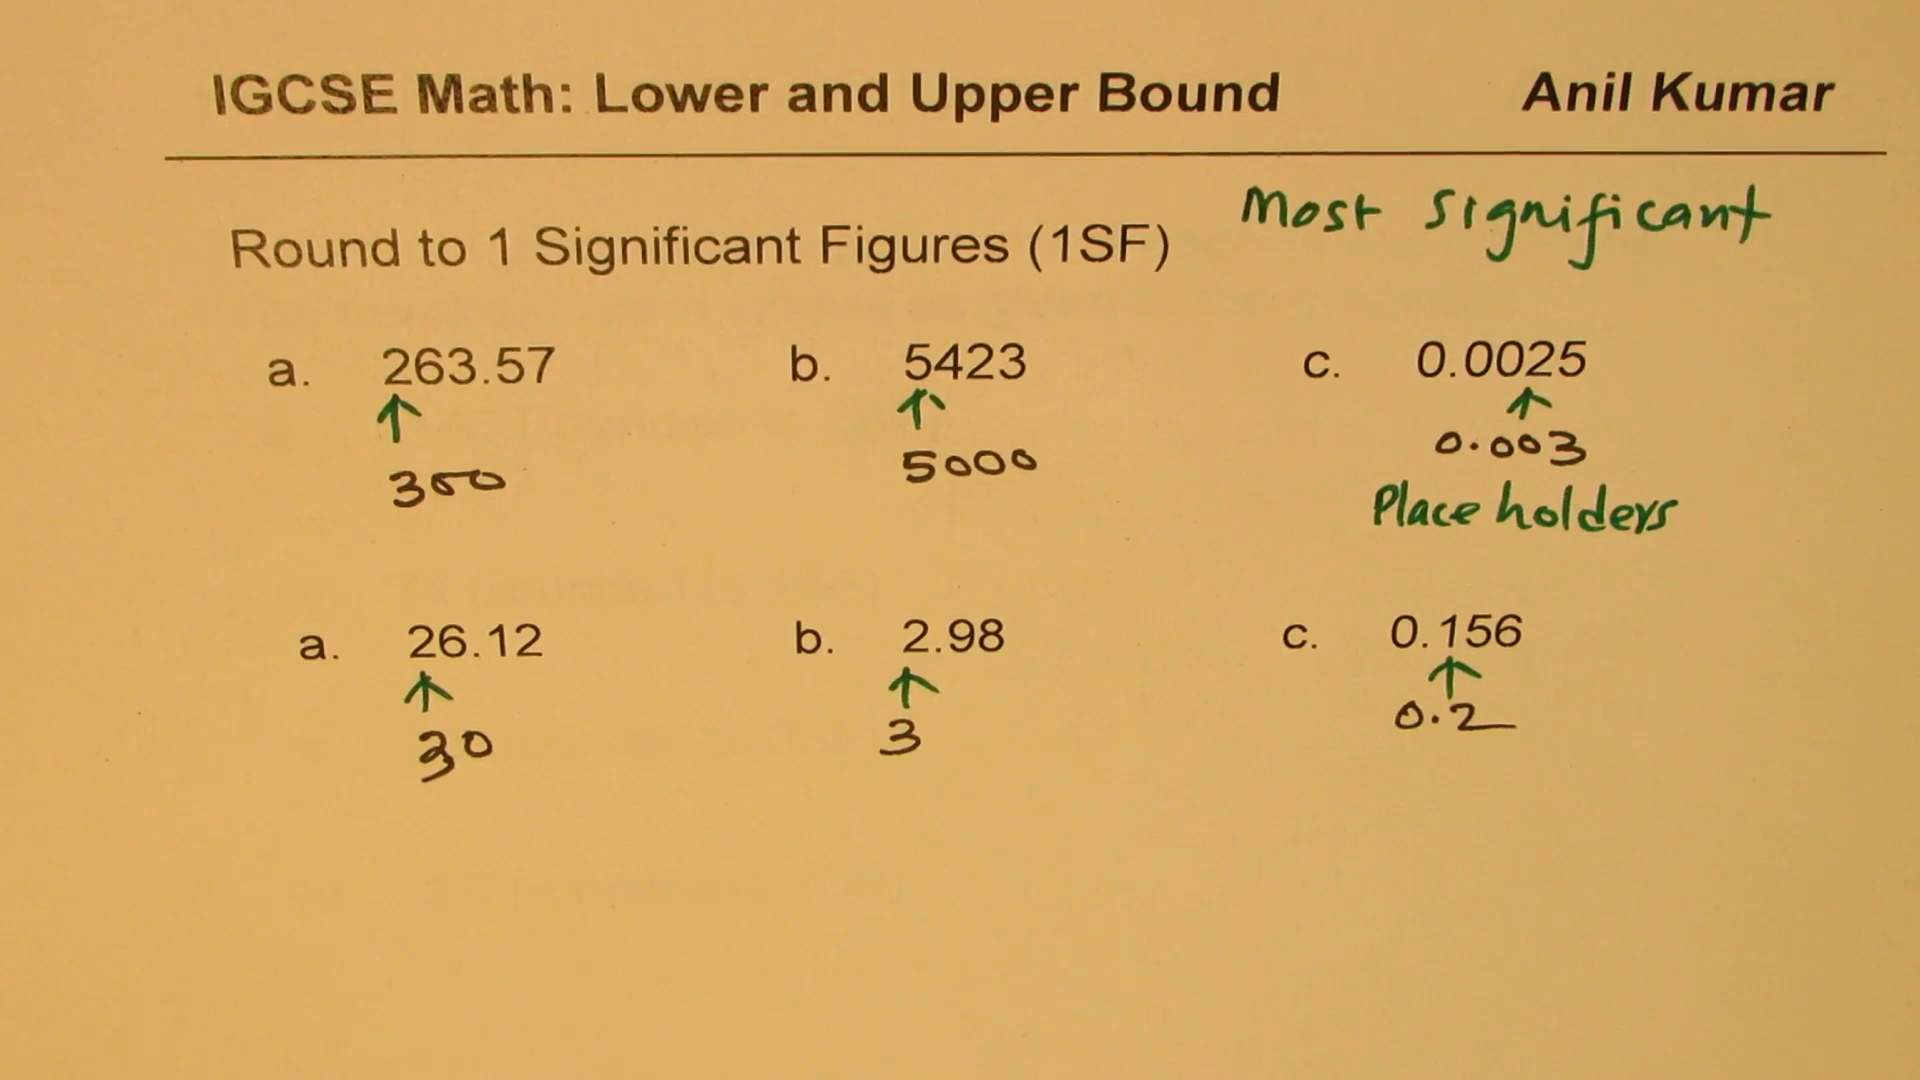 IGCSE Math: Lower and Upper Bound Anil Kumar
Round to 1 Significant Figures (1SF) Most Significant
a. 263.57 b. 5423 c. 0.0025
300 5000 0.003
Place holders
a. 26.12 b. 2.98 c. 0.156
30 3 0.2